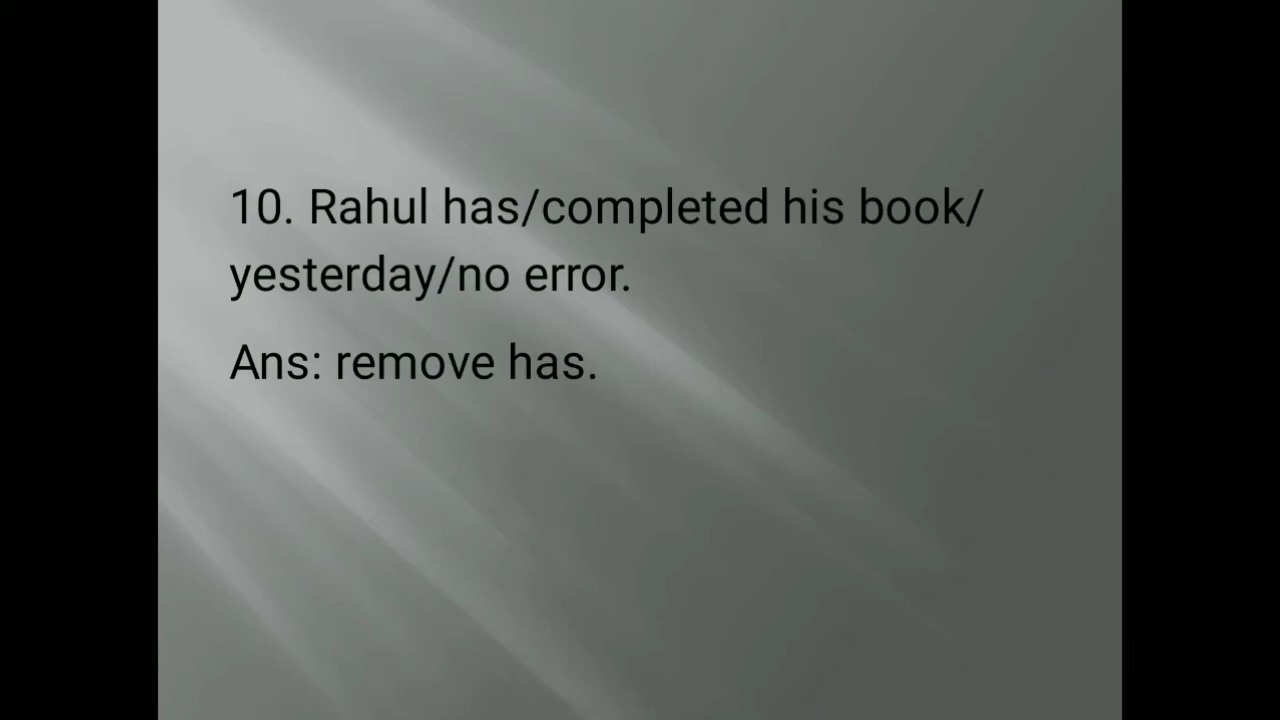 10. Rahul has/completed his book/
yesterday/no error.
Ans: remove has.